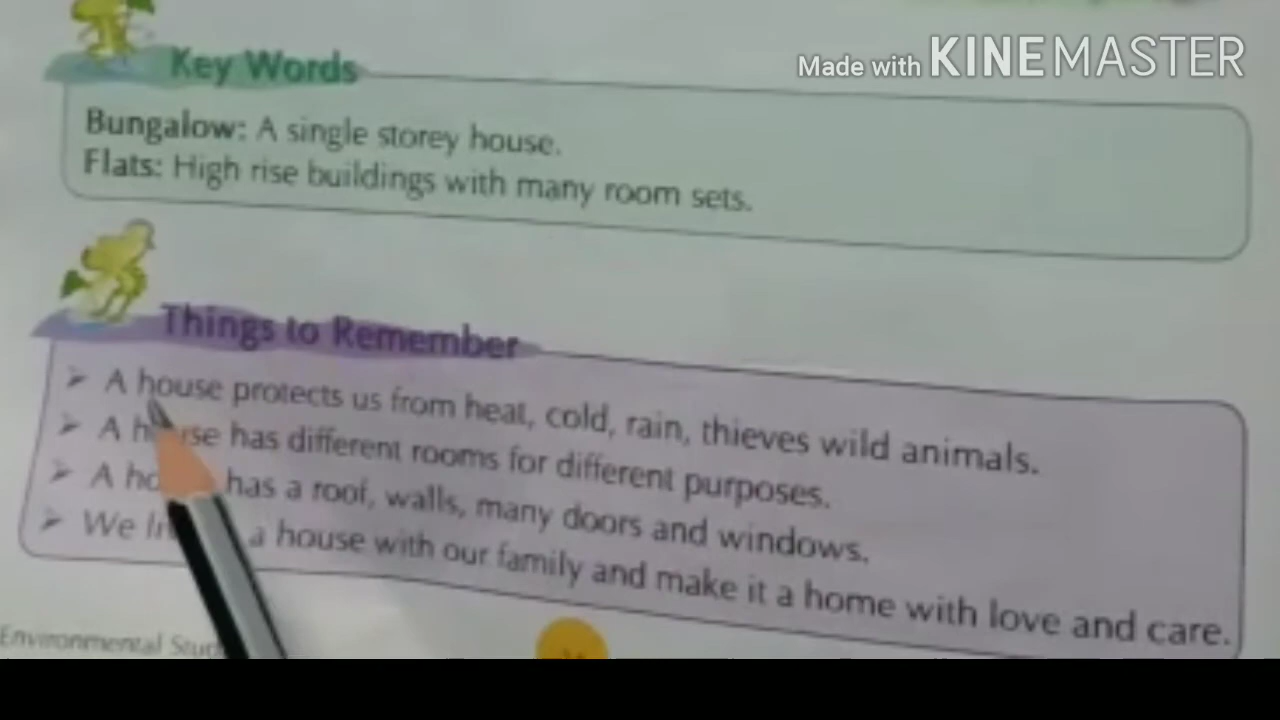 Made with KINEMASTER
Key Words
Bungalow: A single storey house.
Flats: High rise buildings with many room sets.
Things to Remember
➤ A house protects us from heat, cold, rain, thieves wild animals.
➤ A house has different rooms for different purposes.
➤ A has a roof, walls, many doors and windows.
➤ We a house with our family and make it a home with love and care.
Environmental